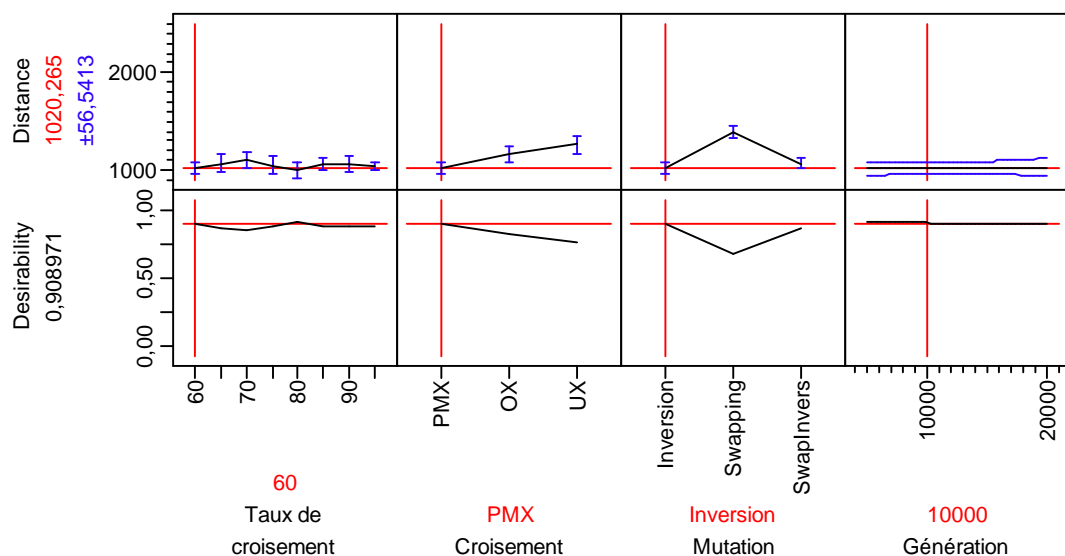 Distance
1020,265
±56,5413
2000
1000
Desirability
0,908971
1,00
0,50
0,00
60
70
80
90
PMX
OX
UX
Inversion
Swapping
SwapInvers
10000
20000
60
Taux de
croisement
PMX
Croisement
Inversion
Mutation
10000
Génération